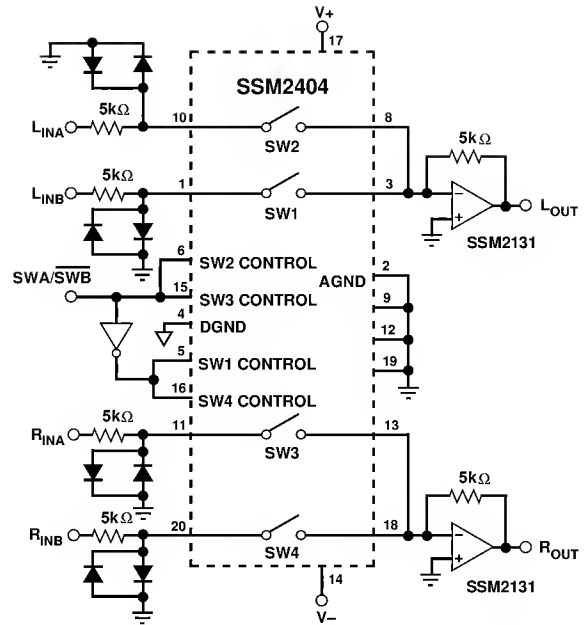 V+
17
SSM2404
5kΩ
L_INA
10
8
SW2
5kΩ
5kΩ
L_INB
1
3
SW1
−
+
L_OUT
SSM2131
6
SW2 CONTROL
2
AGND
SWA/S̅W̅B̅
15
SW3 CONTROL
9
4
DGND
12
5
SW1 CONTROL
19
16
SW4 CONTROL
5kΩ
R_INA
11
13
SW3
5kΩ
5kΩ
R_INB
20
18
SW4
−
+
R_OUT
SSM2131
14
V−